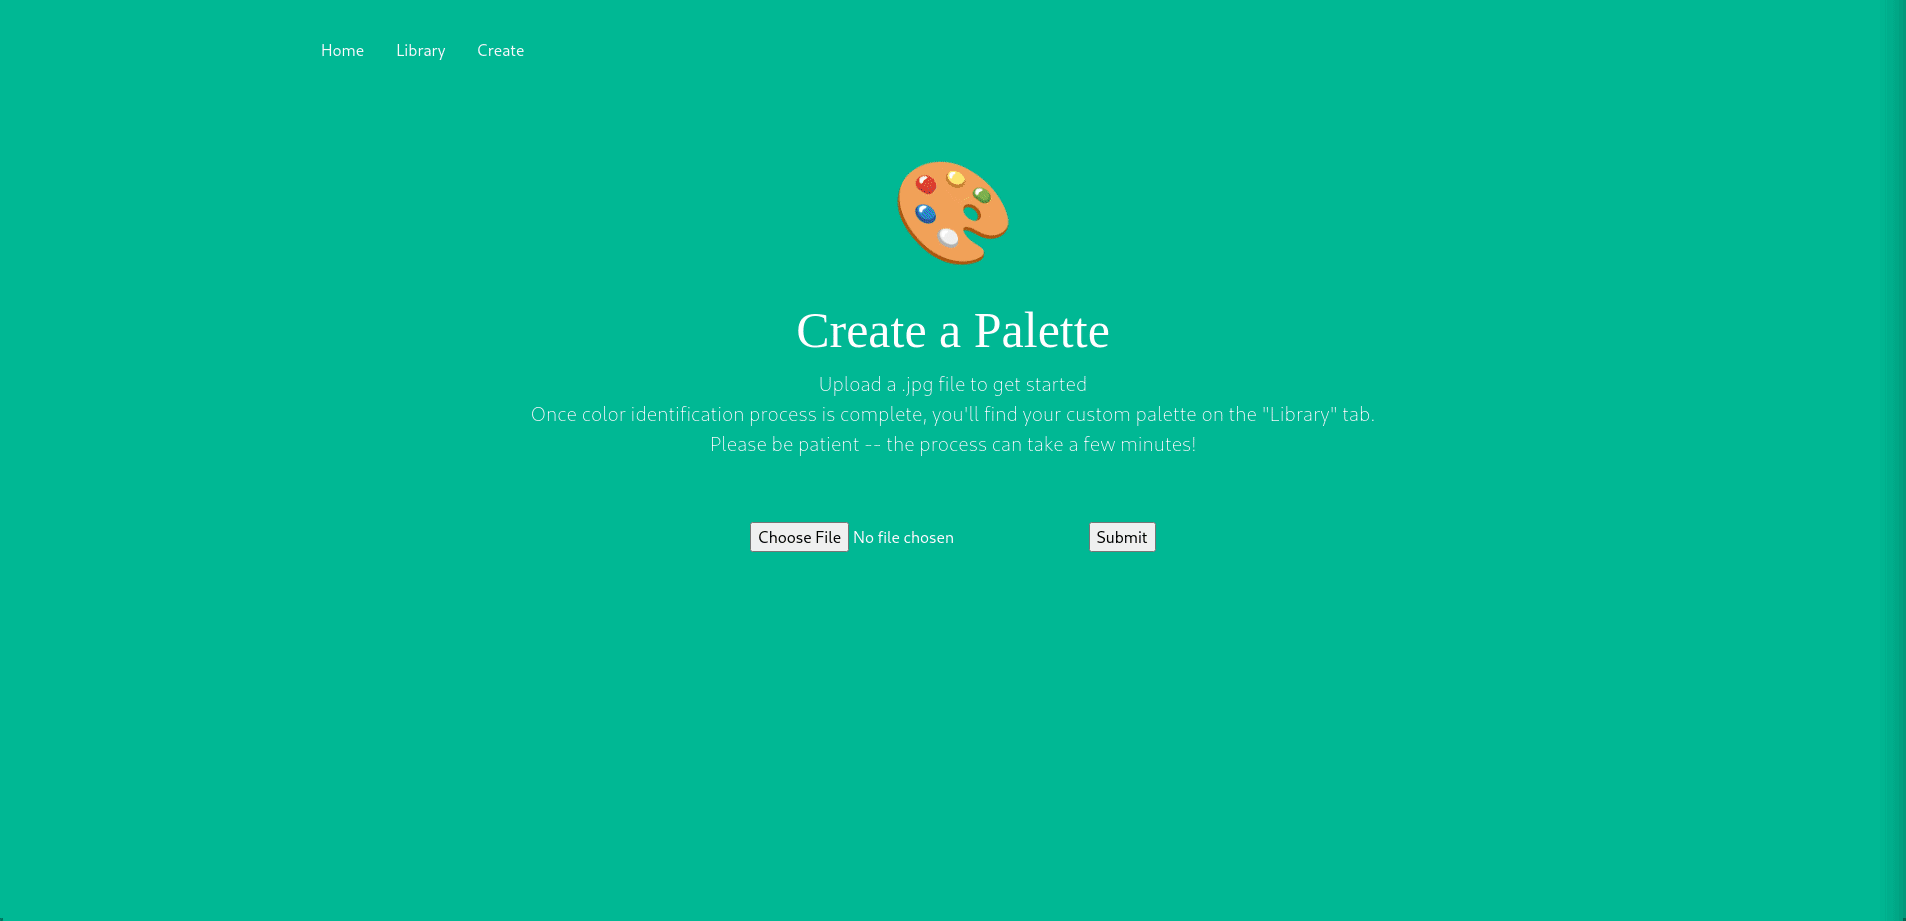 Home Library Create
Create a Palette
Upload a .jpg file to get started
Once color identification process is complete, you'll find your custom palette on the "Library" tab.
Please be patient -- the process can take a few minutes!
Choose File No file chosen Submit